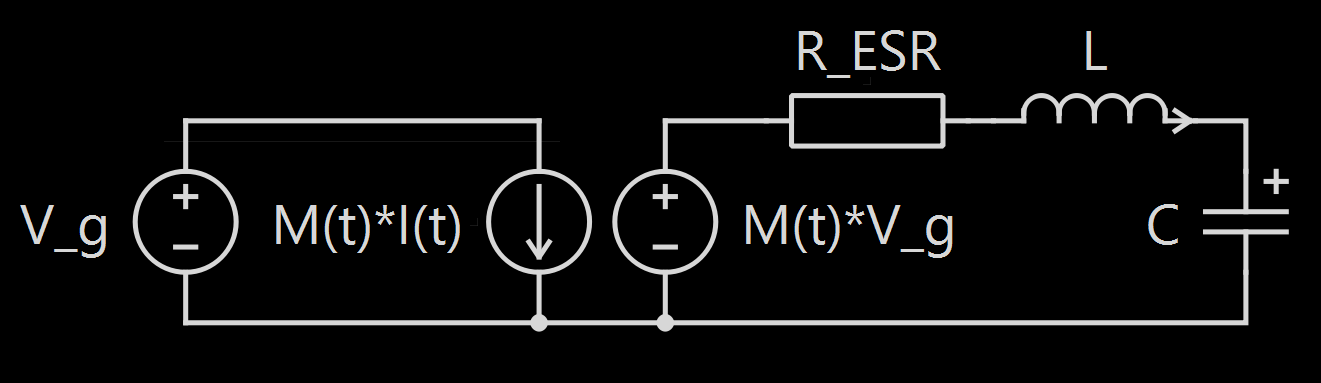 R_ESR L
V_g M(t)*I(t) M(t)*V_g C